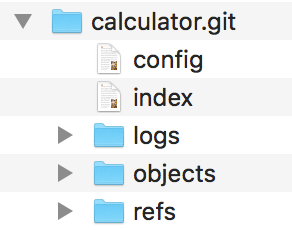 calculator.git
config
index
logs
objects
refs